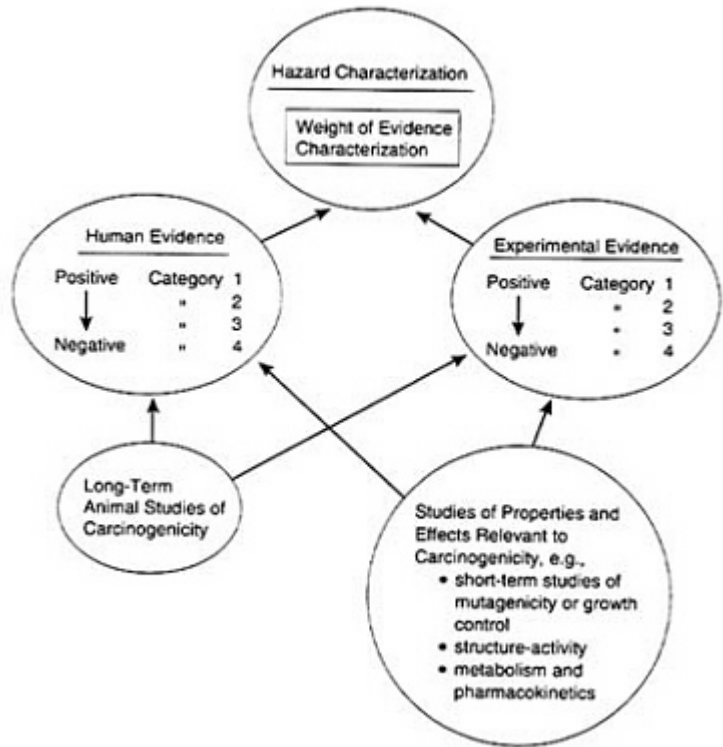 Hazard Characterization
Weight of Evidence
Characterization
Human Evidence
Positive Category 1
" 2
" 3
Negative " 4
Experimental Evidence
Positive Category 1
" 2
" 3
Negative " 4
Long-Term
Animal Studies of
Carcinogenicity
Studies of Properties and
Effects Relevant to
Carcinogenicity, e.g.,
• short-term studies of
mutagenicity or growth
control
• structure-activity
• metabolism and
pharmacokinetics